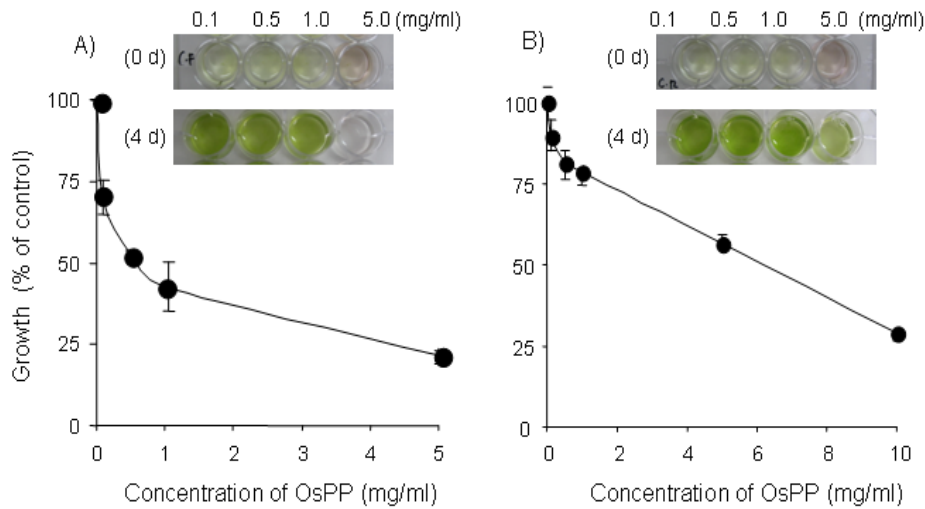 0.1 0.5 1.0 5.0 (mg/ml)
A)
(0 d)
C.F
(4 d)
Growth (% of control)
100
75
50
25
0
0 1 2 3 4 5
Concentration of OsPP (mg/ml)
0.1 0.5 1.0 5.0 (mg/ml)
B)
(0 d)
(4 d)
100
75
50
25
0
0 2 4 6 8 10
Concentration of OsPP (mg/ml)